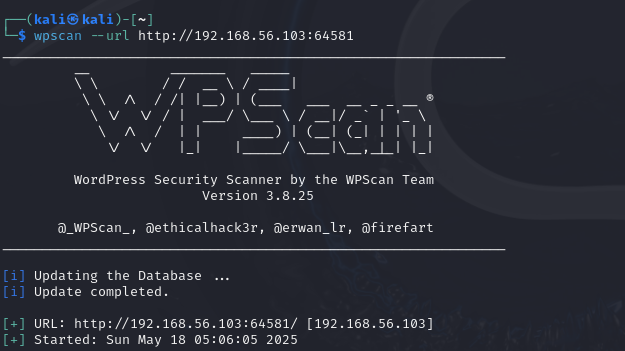 ┌──(kali㉿kali)-[~]
└─$ wpscan --url http://192.168.56.103:64581
WPScan ®
WordPress Security Scanner by the WPScan Team
Version 3.8.25
@_WPScan_, @ethicalhack3r, @erwan_lr, @firefart
[i] Updating the Database ...
[i] Update completed.
[+] URL: http://192.168.56.103:64581/ [192.168.56.103]
[+] Started: Sun May 18 05:06:05 2025